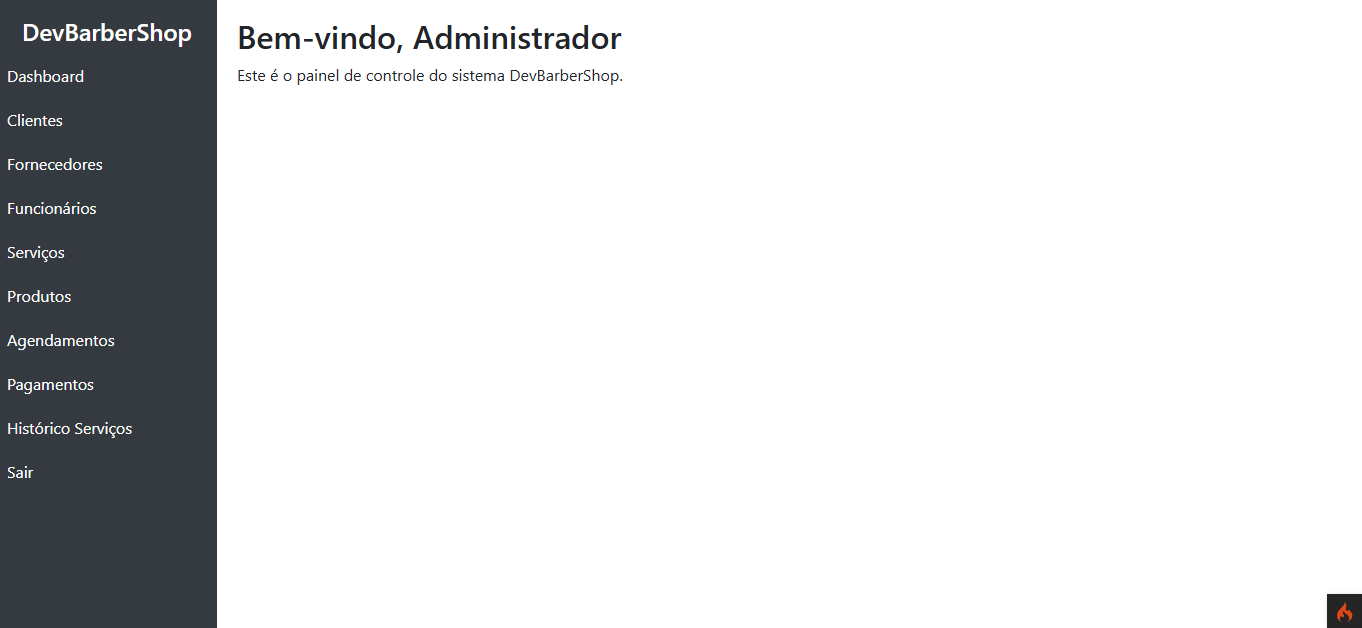 DevBarberShop
Dashboard
Clientes
Fornecedores
Funcionários
Serviços
Produtos
Agendamentos
Pagamentos
Histórico Serviços
Sair
Bem-vindo, Administrador
Este é o painel de controle do sistema DevBarberShop.